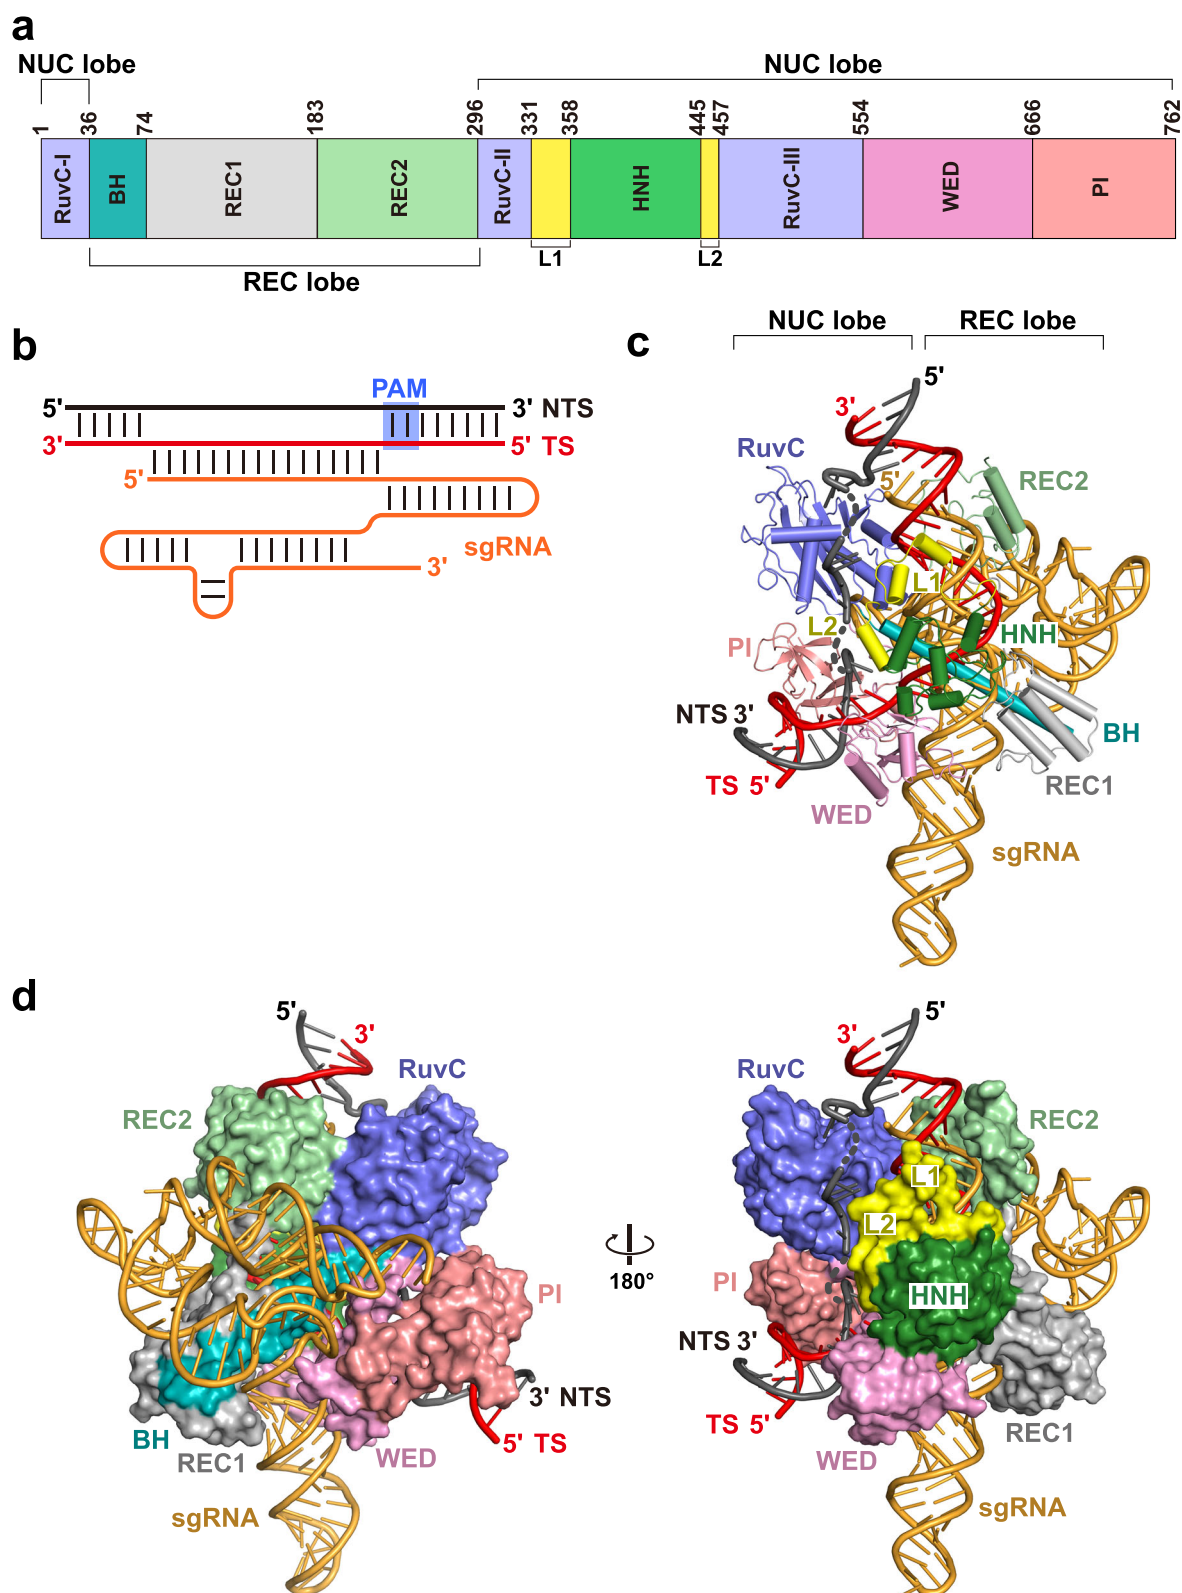 a
NUC lobe
NUC lobe
1 36 74 183 296 331 358 445 457 554 666 762
RuvC-I BH REC1 REC2 RuvC-II HNH RuvC-III WED PI
L1 L2
REC lobe
b
PAM
5' 3' NTS
3' 5' TS
5'
sgRNA
3'
c
NUC lobe REC lobe
5'
3'
RuvC
5'
REC2
L1
L2
HNH
PI
NTS 3'
BH
TS 5'
REC1
WED
sgRNA
d
5'
3'
RuvC
REC2
PI
3' NTS
5' TS
BH
REC1
WED
sgRNA
180°
5'
3'
RuvC
REC2
L1
L2
PI
HNH
NTS 3'
TS 5'
REC1
WED
sgRNA